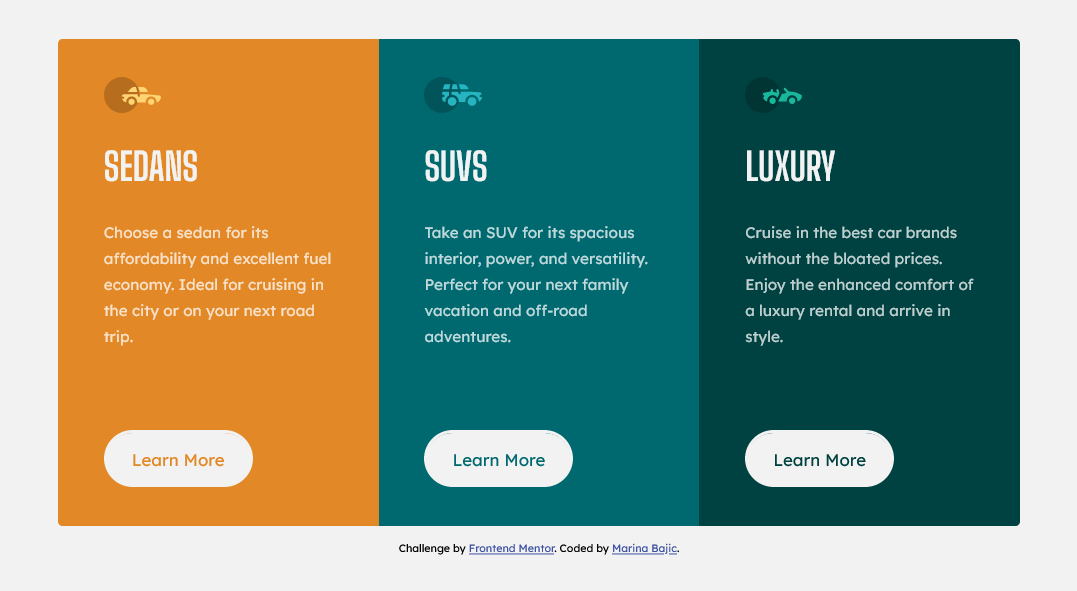 SEDANS
Choose a sedan for its
affordability and excellent fuel
economy. Ideal for cruising in
the city or on your next road
trip.
Learn More
SUVS
Take an SUV for its spacious
interior, power, and versatility.
Perfect for your next family
vacation and off-road
adventures.
Learn More
LUXURY
Cruise in the best car brands
without the bloated prices.
Enjoy the enhanced comfort of
a luxury rental and arrive in
style.
Learn More
Challenge by Frontend Mentor. Coded by Marina Bajic.